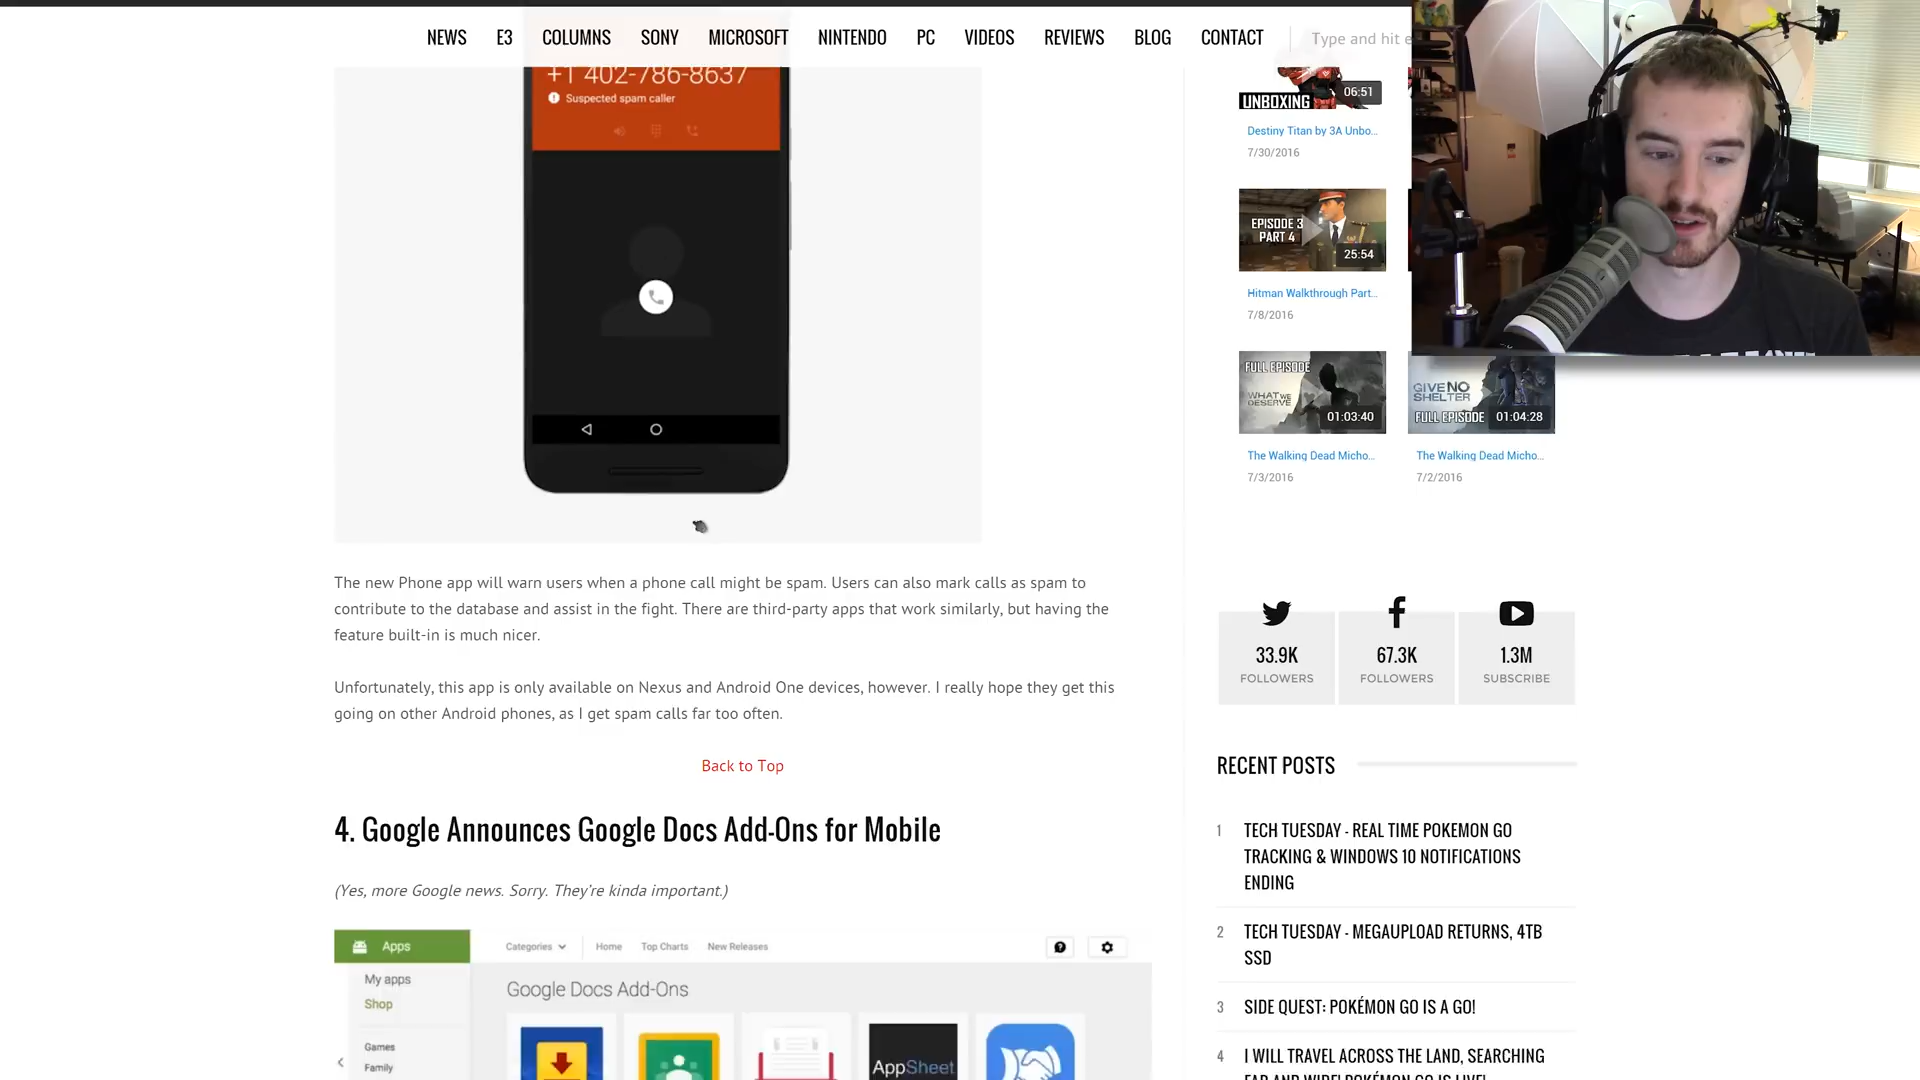 NEWS E3 COLUMNS SONY MICROSOFT NINTENDO PC VIDEOS REVIEWS BLOG CONTACT Type and hit
+1 402-786-8637
Suspected spam caller
The new Phone app will warn users when a phone call might be spam. Users can also mark calls as spam to
contribute to the database and assist in the fight. There are third-party apps that work similarly, but having the
feature built-in is much nicer.
Unfortunately, this app is only available on Nexus and Android One devices, however. I really hope they get this
going on other Android phones, as I get spam calls far too often.
Back to Top
4. Google Announces Google Docs Add-Ons for Mobile
(Yes, more Google news. Sorry. They're kinda important.)
Apps
Categories Home Top Charts New Releases
My apps
Shop
Games
Family
Google Docs Add-Ons
AppSheet
UNBOXING
06:51
Destiny Titan by 3A Unbo...
7/30/2016
EPISODE 3
PART 4
25:54
Hitman Walkthrough Part...
7/8/2016
FULL EPISODE
WHAT WE
DESERVE
01:03:40
The Walking Dead Micho...
7/3/2016
GIVE NO
SHELTER
FULL EPISODE
01:04:28
The Walking Dead Micho...
7/2/2016
33.9K
FOLLOWERS
67.3K
FOLLOWERS
1.3M
SUBSCRIBE
RECENT POSTS
1 TECH TUESDAY - REAL TIME POKEMON GO
TRACKING & WINDOWS 10 NOTIFICATIONS
ENDING
2 TECH TUESDAY - MEGAUPLOAD RETURNS, 4TB
SSD
3 SIDE QUEST: POKÉMON GO IS A GO!
4 I WILL TRAVEL ACROSS THE LAND, SEARCHING
FAR AND WIDE! POKÉMON GO IS LIVE!